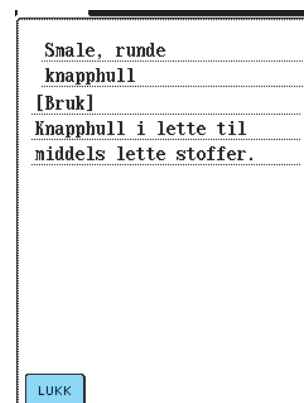 Smale, runde
knapphull
[Bruk]
Knapphull i lette til
middels lette stoffer.
LUKK